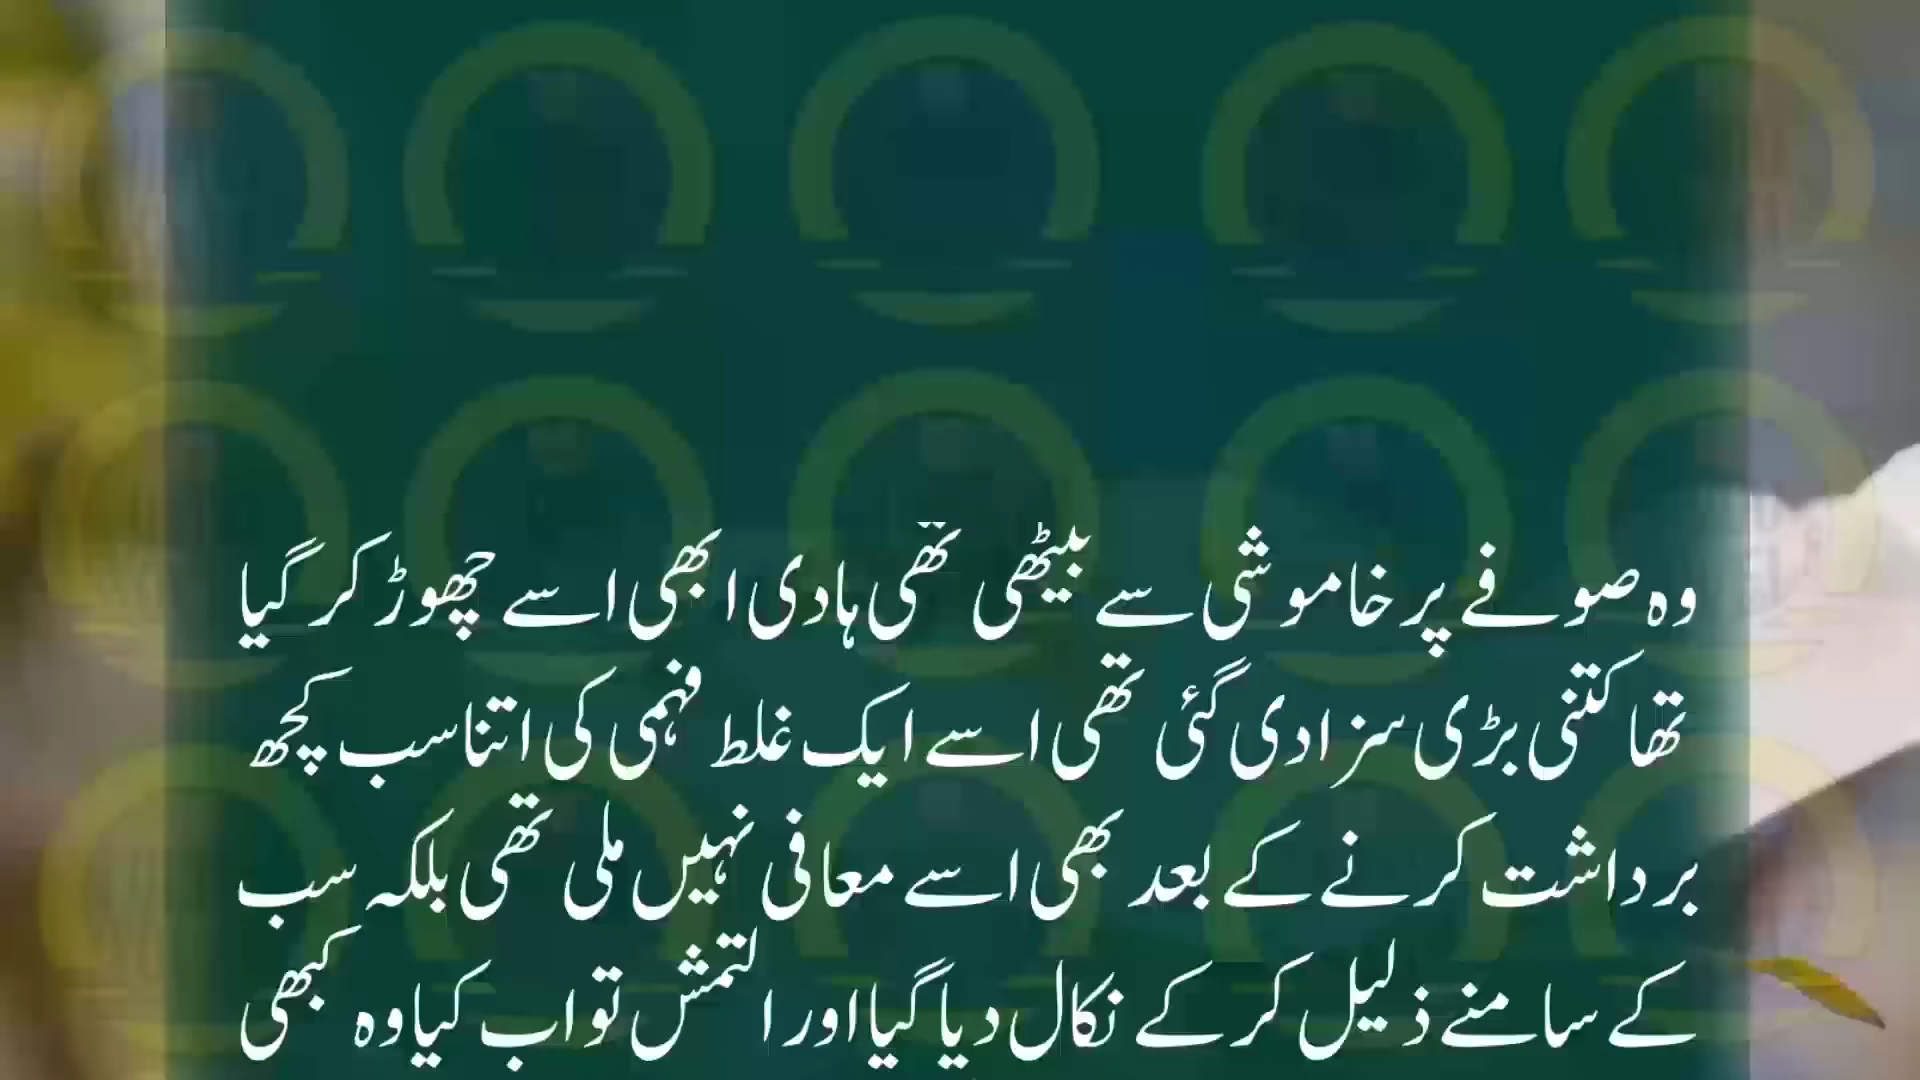 وہ صوفے پر خاموشی سے بیٹھی تھی ہادی ابھی اسے چھوڑ کر گیا
تھا کتنی بڑی سزا دی گئی تھی اسے ایک غلط فہمی کی اتنا سب کچھ
برداشت کرنے کے بعد بھی اسے معافی نہیں ملی تھی بلکہ سب
کے سامنے ذلیل کر کے نکال دیا گیا اور التمش تو اب کیا وہ کبھی